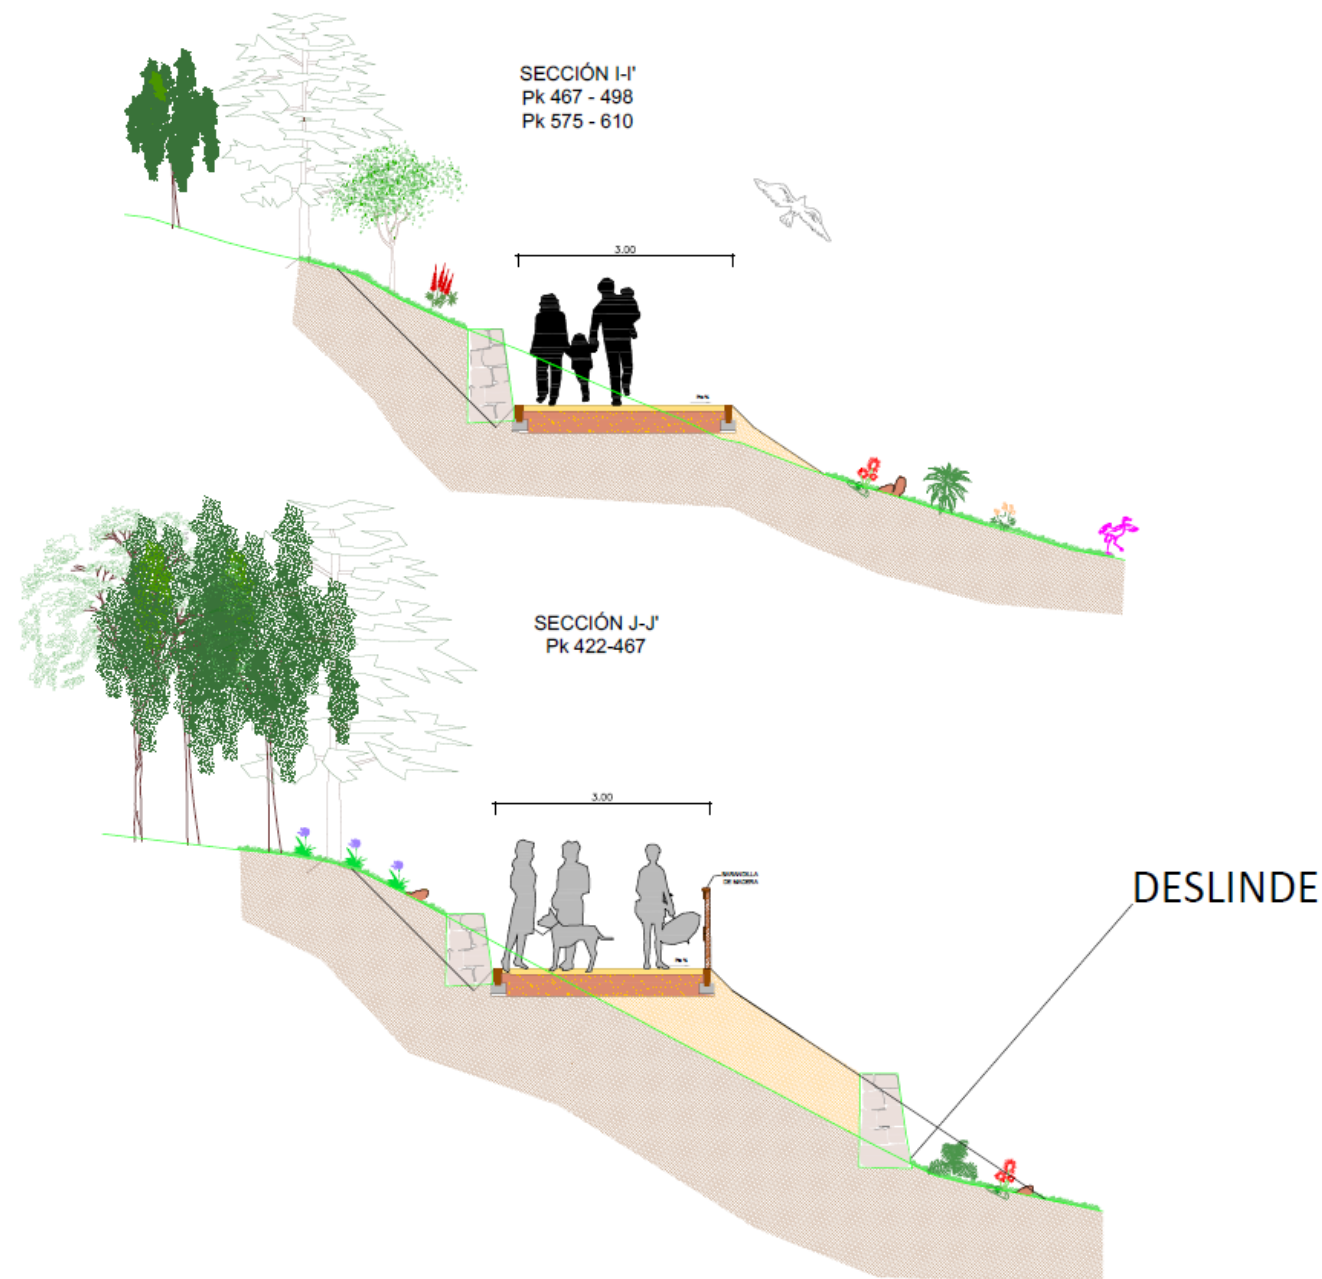 SECCIÓN I-I'
Pk 467 - 498
Pk 575 - 610
3.00
SECCIÓN J-J'
Pk 422-467
3.00
BARANDILLA
DE MADERA
DESLINDE